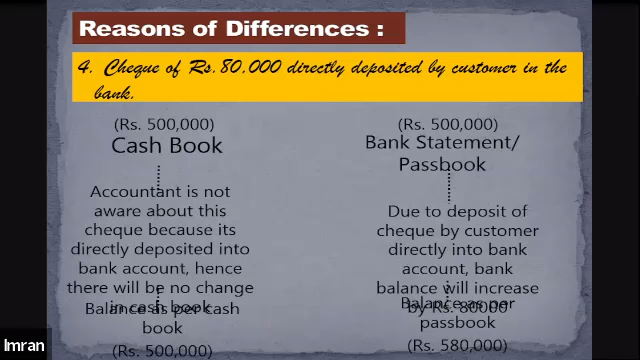 Reasons of Differences :
4. Cheque of Rs.80,000 directly deposited by customer in the
bank.
(Rs. 500,000)
Cash Book
Accountant is not
aware about this
cheque because its
directly deposited into
bank account, hence
there will be no change
in cash book
Balance as per cash
book
(Rs. 500,000)
(Rs. 500,000)
Bank Statement/
Passbook
Due to deposit of
cheque by customer
directly into bank
account, bank
balance will increase
by Rs. 80000
Balance as per
passbook
(Rs. 580,000)
Imran